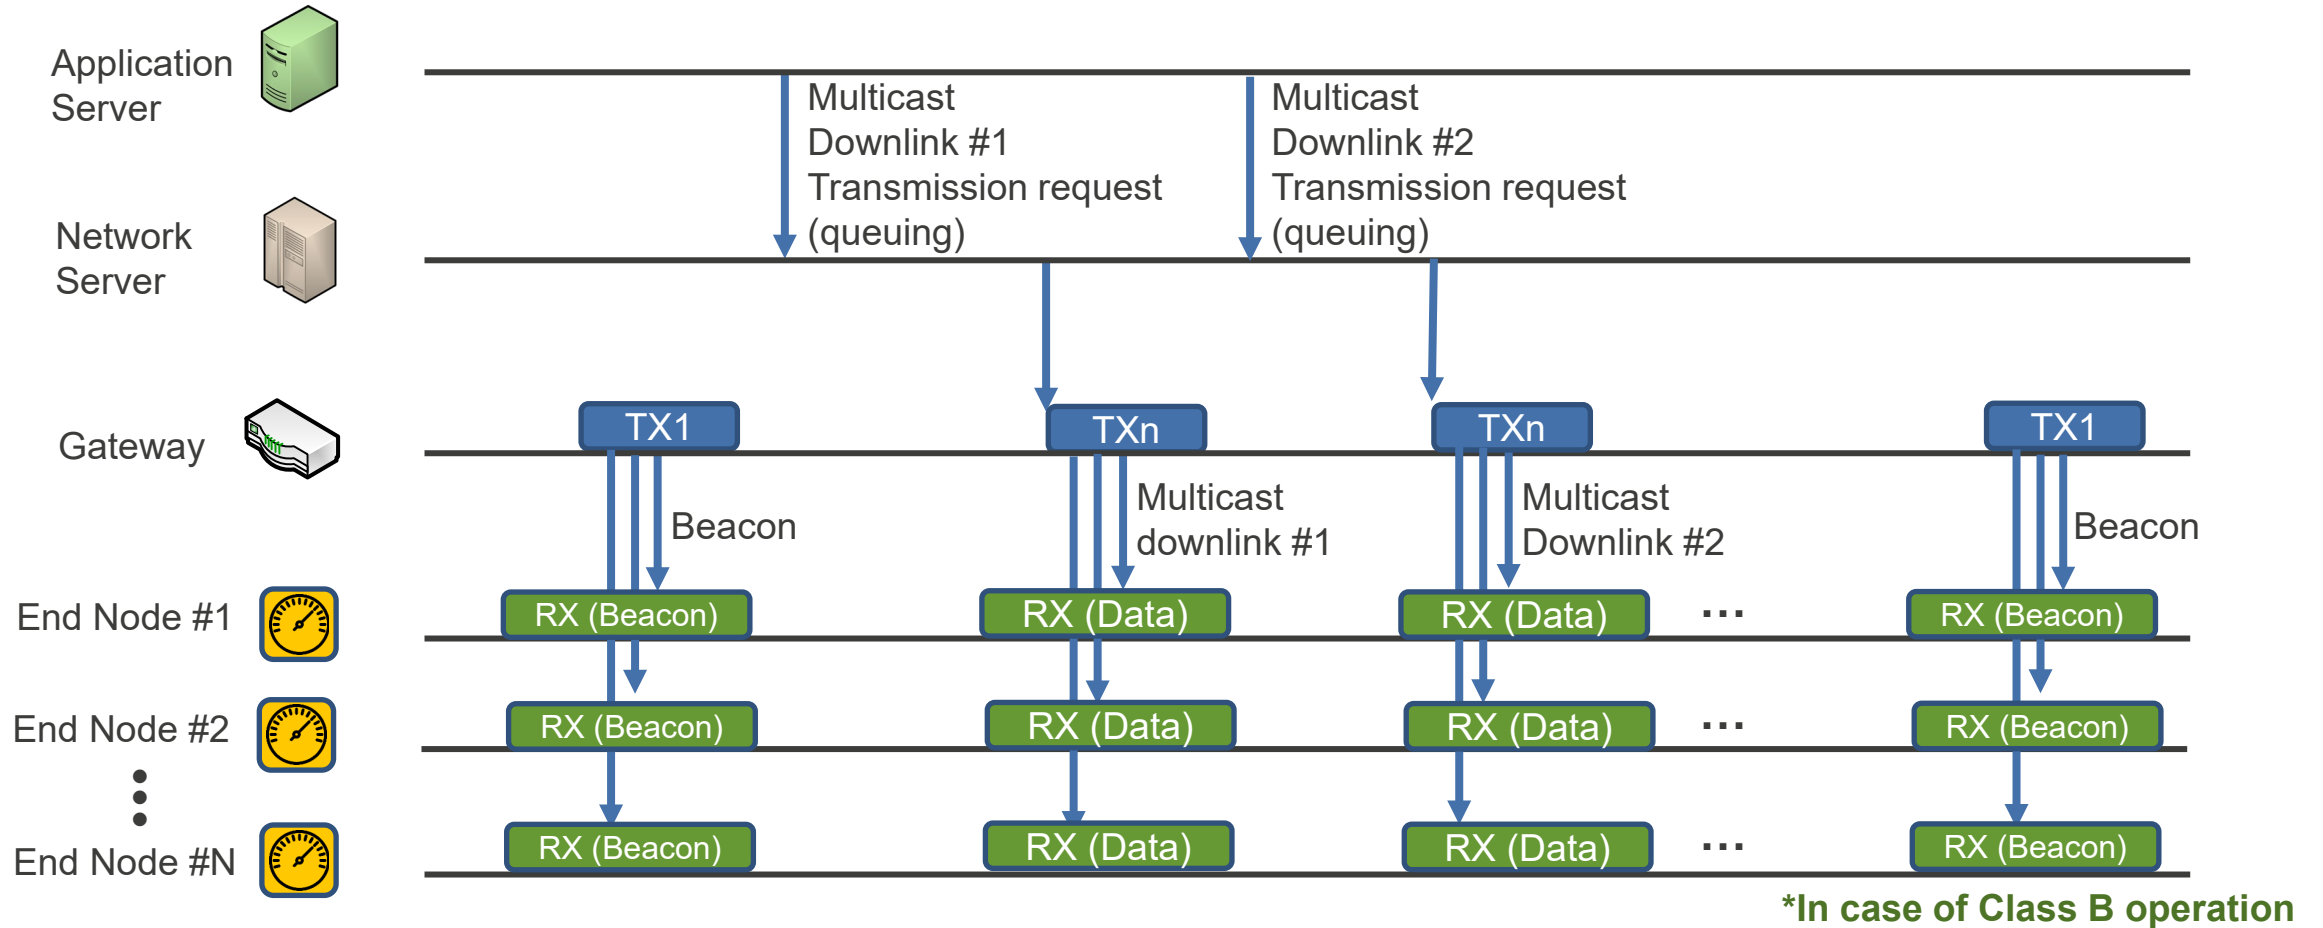 Application
Server
Multicast
Downlink #1
Transmission request
(queuing)
Multicast
Downlink #2
Transmission request
(queuing)
Network
Server
Gateway
TX1
TXn
TXn
TX1
Beacon
Multicast
downlink #1
Multicast
Downlink #2
Beacon
End Node #1
RX (Beacon)
RX (Data)
RX (Data)
...
RX (Beacon)
End Node #2
RX (Beacon)
RX (Data)
RX (Data)
...
RX (Beacon)
End Node #N
RX (Beacon)
RX (Data)
RX (Data)
...
RX (Beacon)
*In case of Class B operation